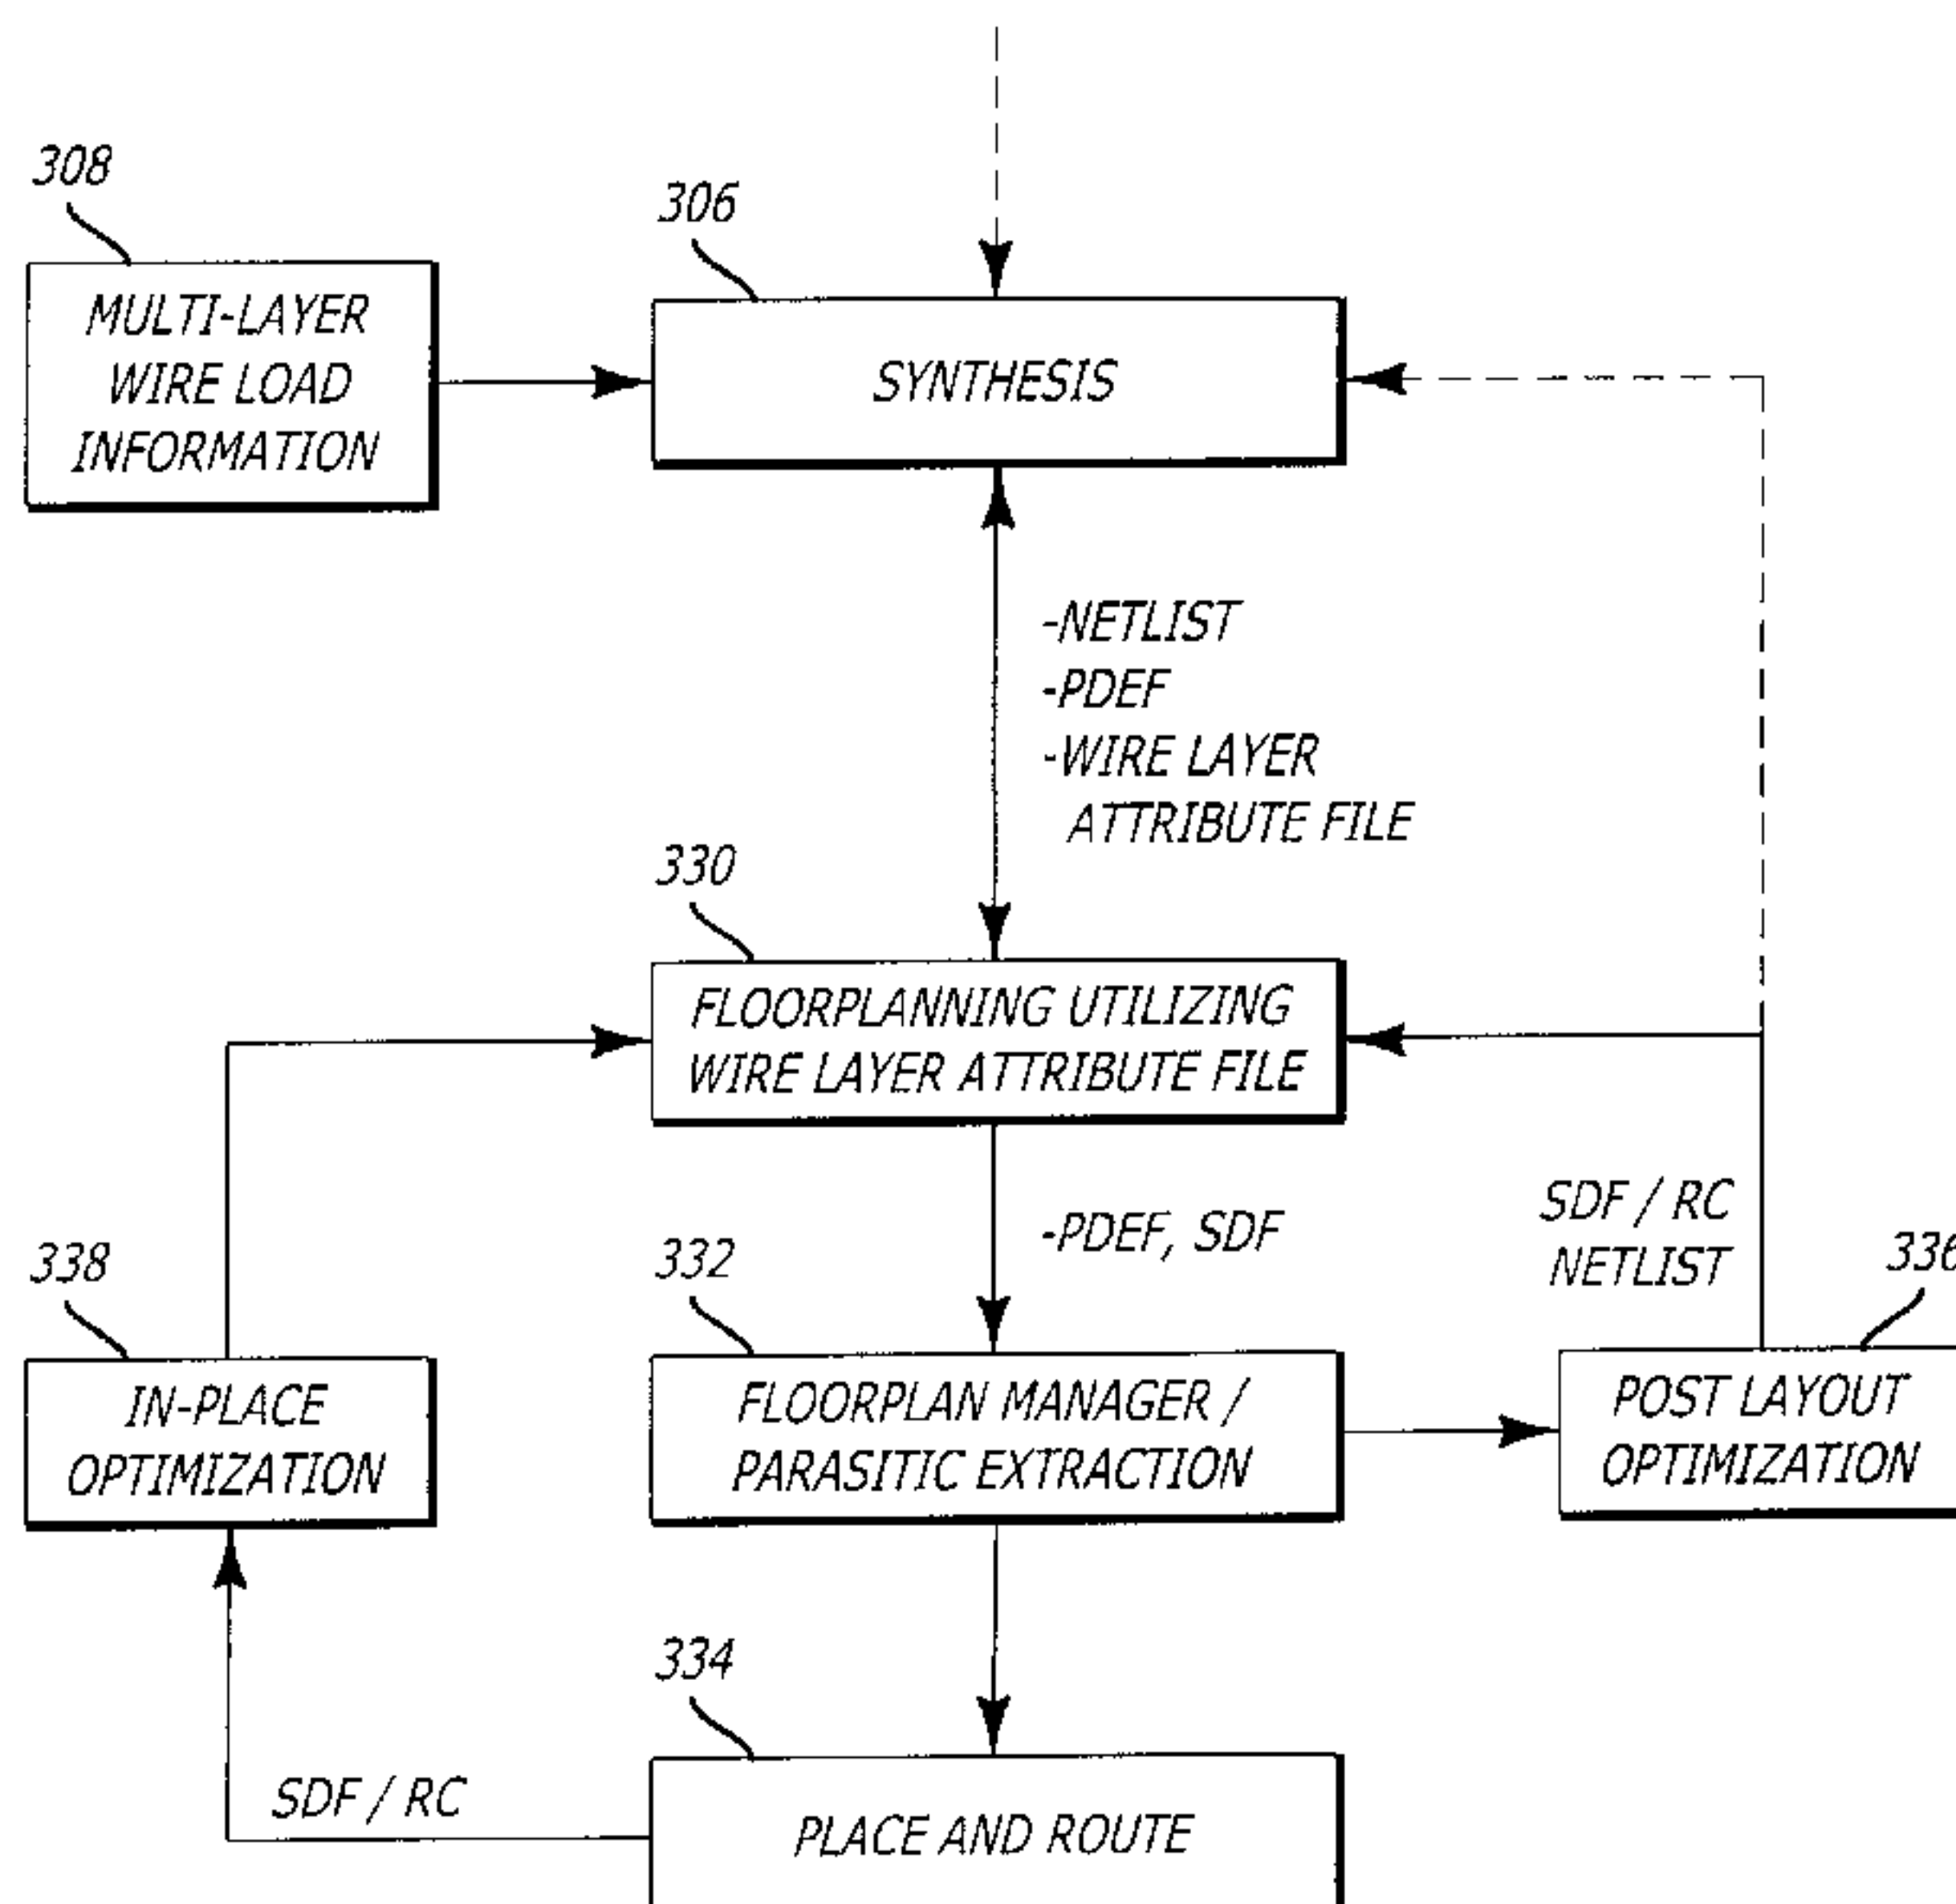 308
306
MULTI-LAYER
WIRE LOAD
INFORMATION
SYNTHESIS
-NETLIST
-PDEF
-WIRE LAYER
ATTRIBUTE FILE
330
FLOORPLANNING UTILIZING
WIRE LAYER ATTRIBUTE FILE
-PDEF, SDF
SDF / RC
NETLIST
338
332
336
IN-PLACE
OPTIMIZATION
FLOORPLAN MANAGER /
PARASITIC EXTRACTION
POST LAYOUT
OPTIMIZATION
334
SDF / RC
PLACE AND ROUTE